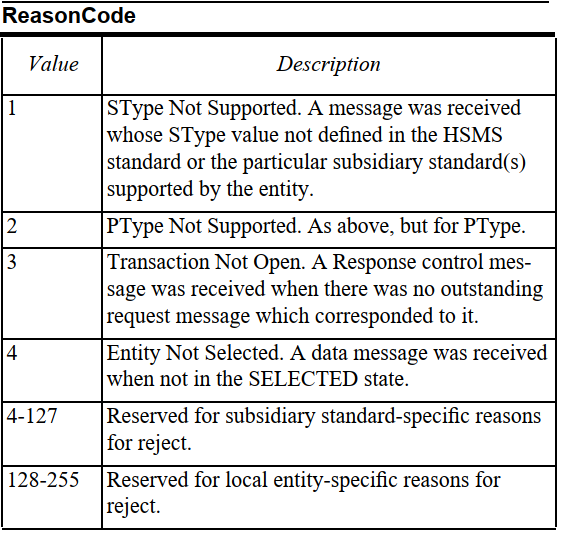 ReasonCode
Value Description
1 SType Not Supported. A message was received
whose SType value not defined in the HSMS
standard or the particular subsidiary standard(s)
supported by the entity.
2 PType Not Supported. As above, but for PType.
3 Transaction Not Open. A Response control mes-
sage was received when there was no outstanding
request message which corresponded to it.
4 Entity Not Selected. A data message was received
when not in the SELECTED state.
4-127 Reserved for subsidiary standard-specific reasons
for reject.
128-255 Reserved for local entity-specific reasons for
reject.